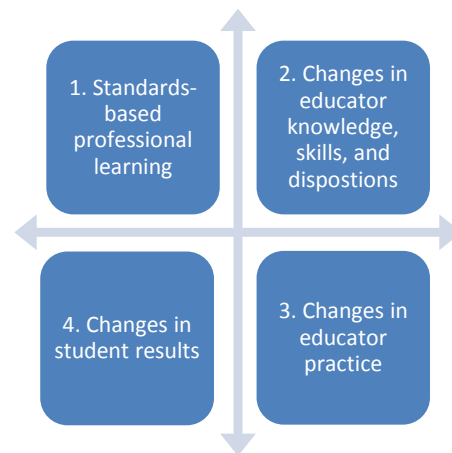 1. Standards-
based
professional
learning
2. Changes in
educator
knowledge,
skills, and
dispostions
4. Changes in
student results
3. Changes in
educator
practice